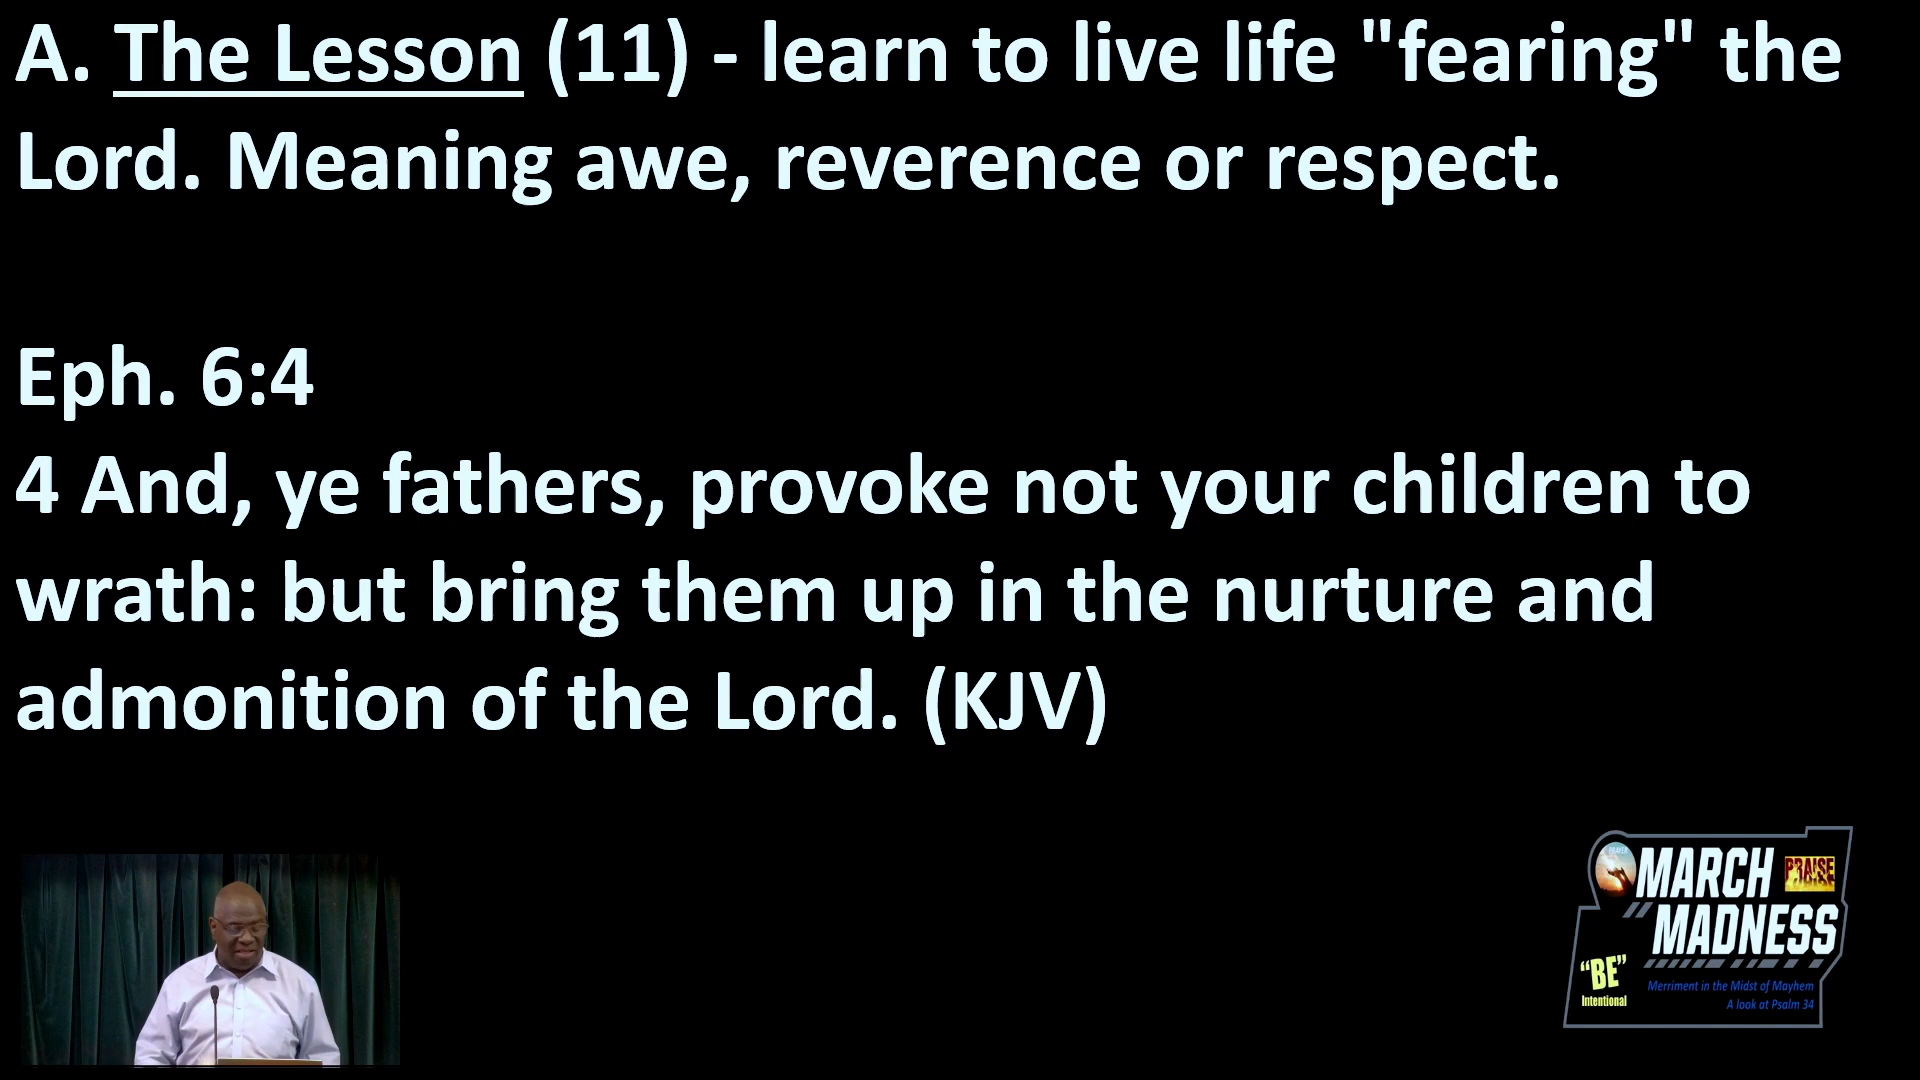 A. The Lesson (11) - learn to live life "fearing" the
Lord. Meaning awe, reverence or respect.
Eph. 6:4
4 And, ye fathers, provoke not your children to
wrath: but bring them up in the nurture and
admonition of the Lord. (KJV)
PRAYER
MARCH
PRAISE
MADNESS
"BE"
Intentional
Merriment in the Midst of Mayhem
A look at Psalm 34